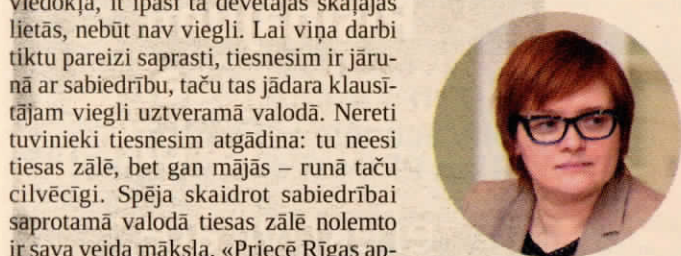 viedokļa, it īpaši tā dēvētajās skaļajās
lietās, nebūt nav viegli. Lai viņa darbi
tiktu pareizi saprasti, tiesnesim ir jāru-
nā ar sabiedrību, taču tas jādara klausī-
tājam viegli uztveramā valodā. Nereti
tuvinieki tiesnesim atgādina: tu neesi
tiesas zālē, bet gan mājās – runā taču
cilvēcīgi. Spēja skaidrot sabiedrībai
saprotamā valodā tiesas zālē nolemto
ir sava veida māksla. «Priecē Rīgas ap-